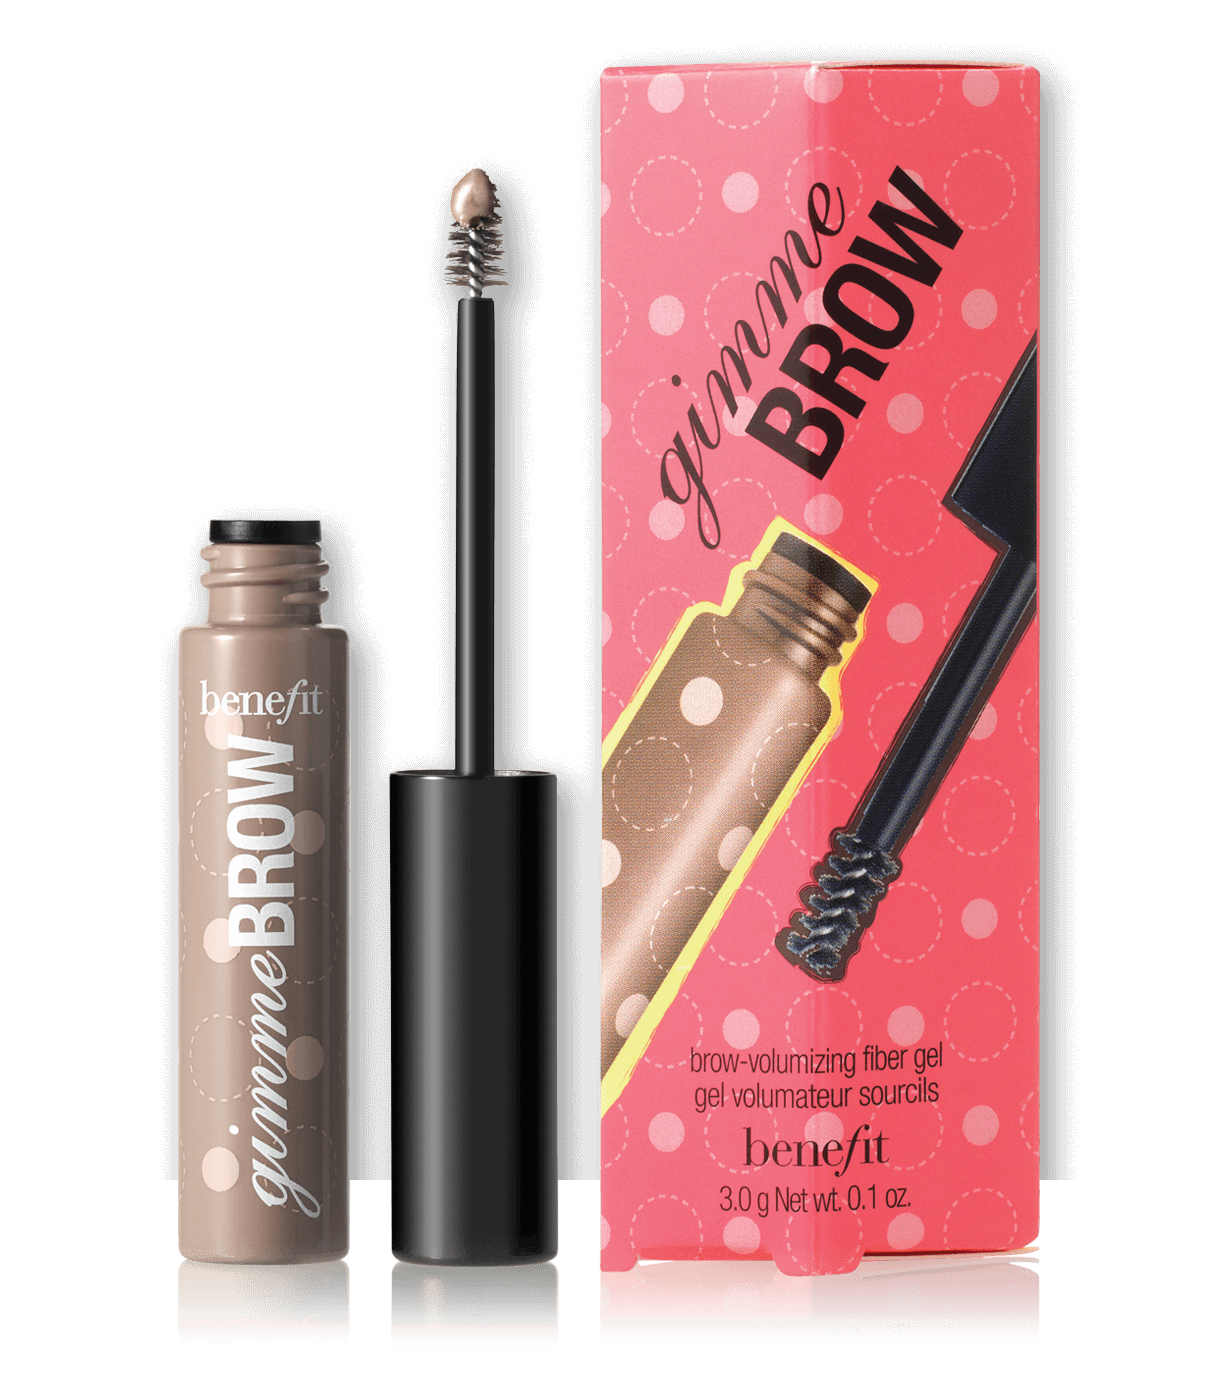 benefit
gimme BROW
gimme
BROW
brow-volumizing fiber gel
gel volumateur sourcils
benefit
3.0 g Net wt. 0.1 oz.